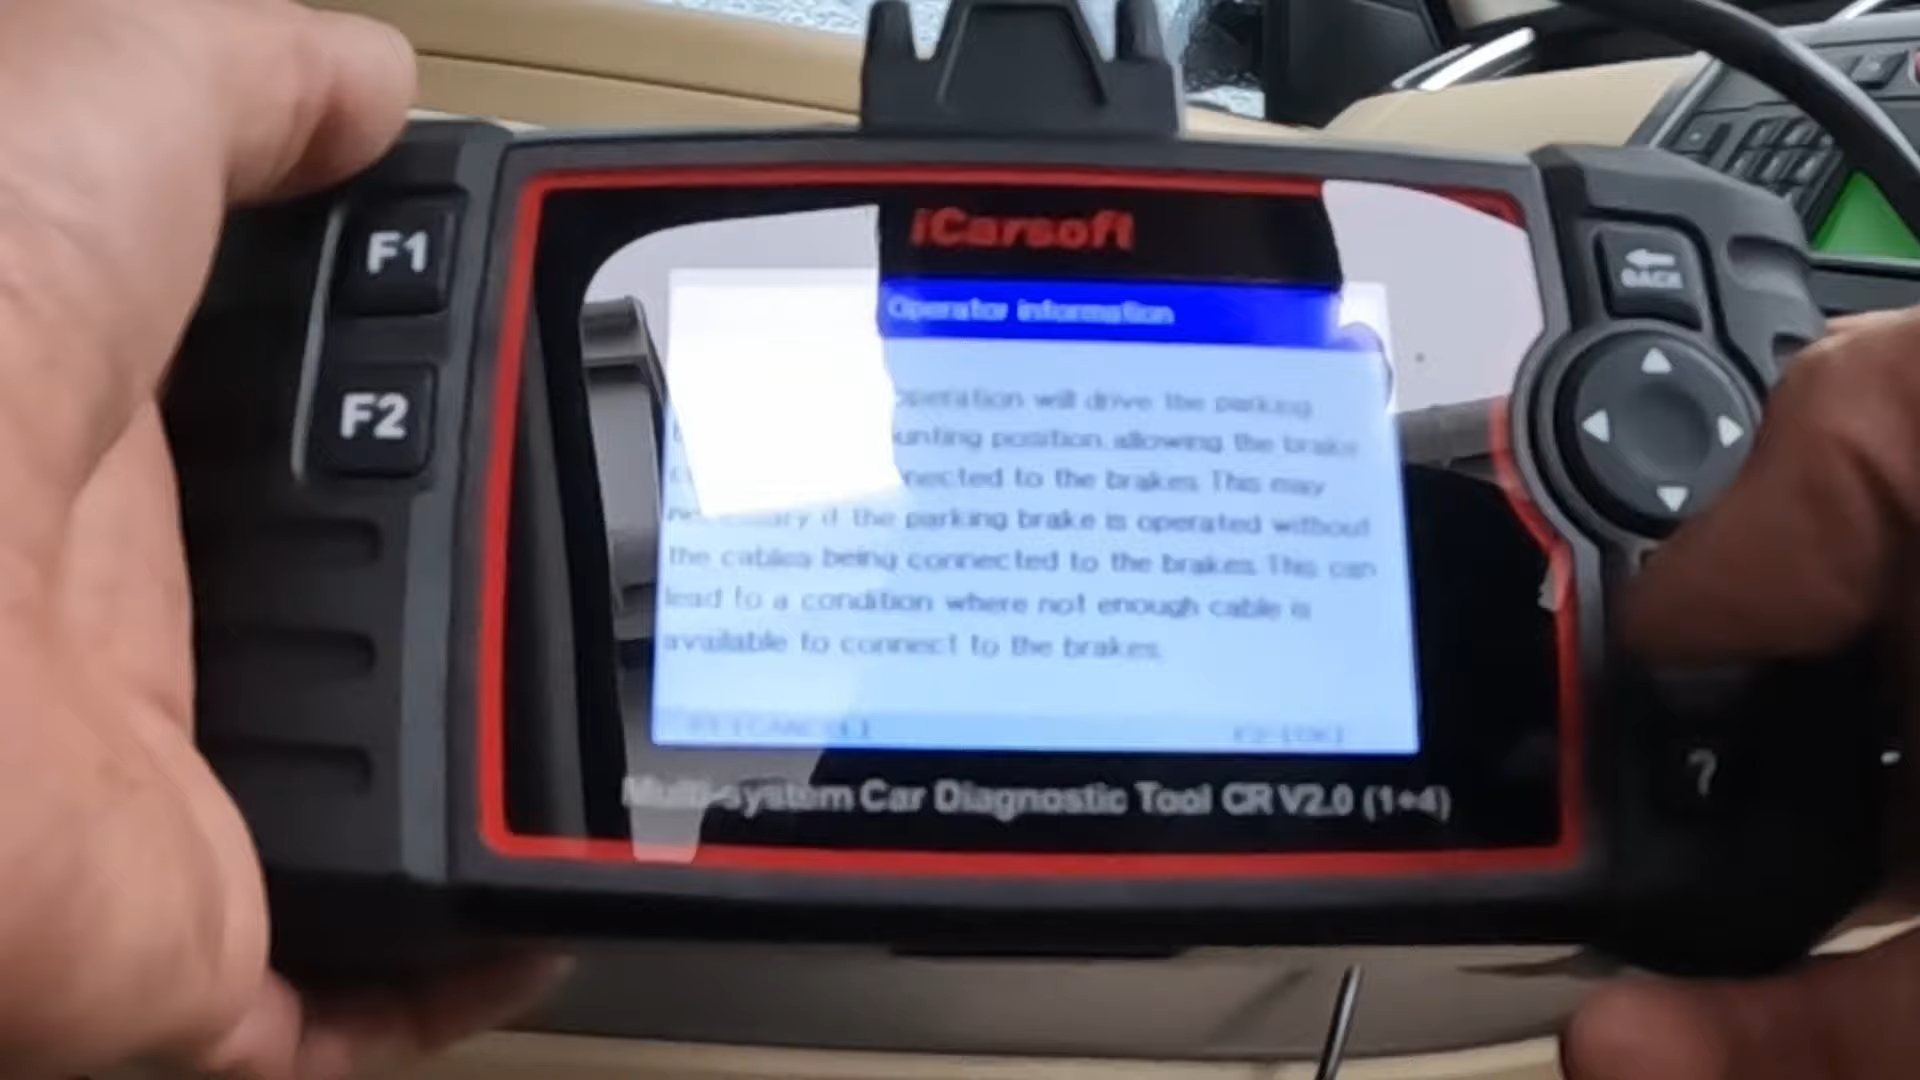 iCarsoft
F1
BACK
Operator information
operation will drive the parking
unting position, allowing the brake
nected to the brakes. This may
F2
if the parking brake is operated without
the cables being connected to the brakes. This can
lead to a condition where not enough cable is
available to connect to the brakes.
?
Multi-system Car Diagnostic Tool CR V2.0 (1+4)